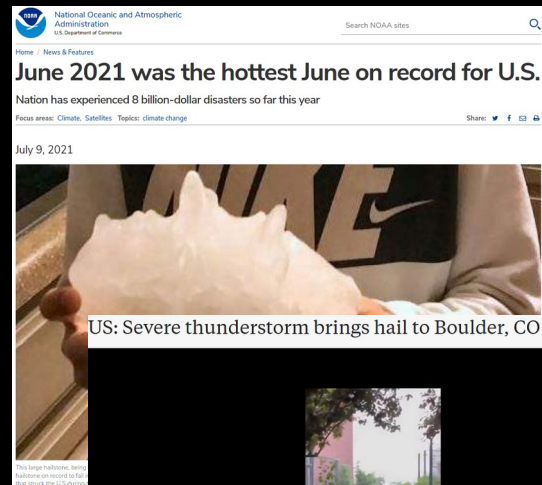 NOAA
National Oceanic and Atmospheric
Administration
U.S. Department of Commerce
Search NOAA sites
Home / News & Features
June 2021 was the hottest June on record for U.S.
Nation has experienced 8 billion-dollar disasters so far this year
Focus areas: Climate, Satellites Topics: climate change
Share:
July 9, 2021
NIKE
US: Severe thunderstorm brings hail to Boulder, CO
This large hailstone, being
hailstone on record to fall
that struck the U.S during